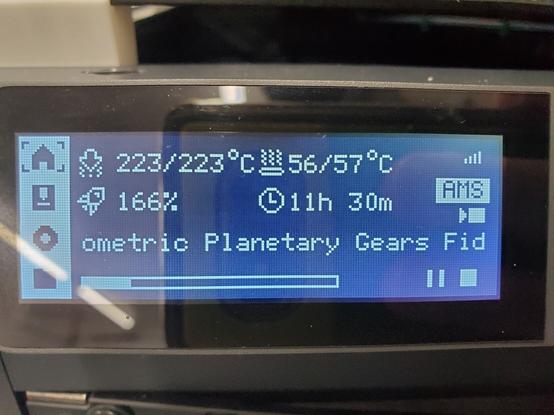 223/223°C 56/57°C
166% 11h 30m AMS
ometric Planetary Gears Fid